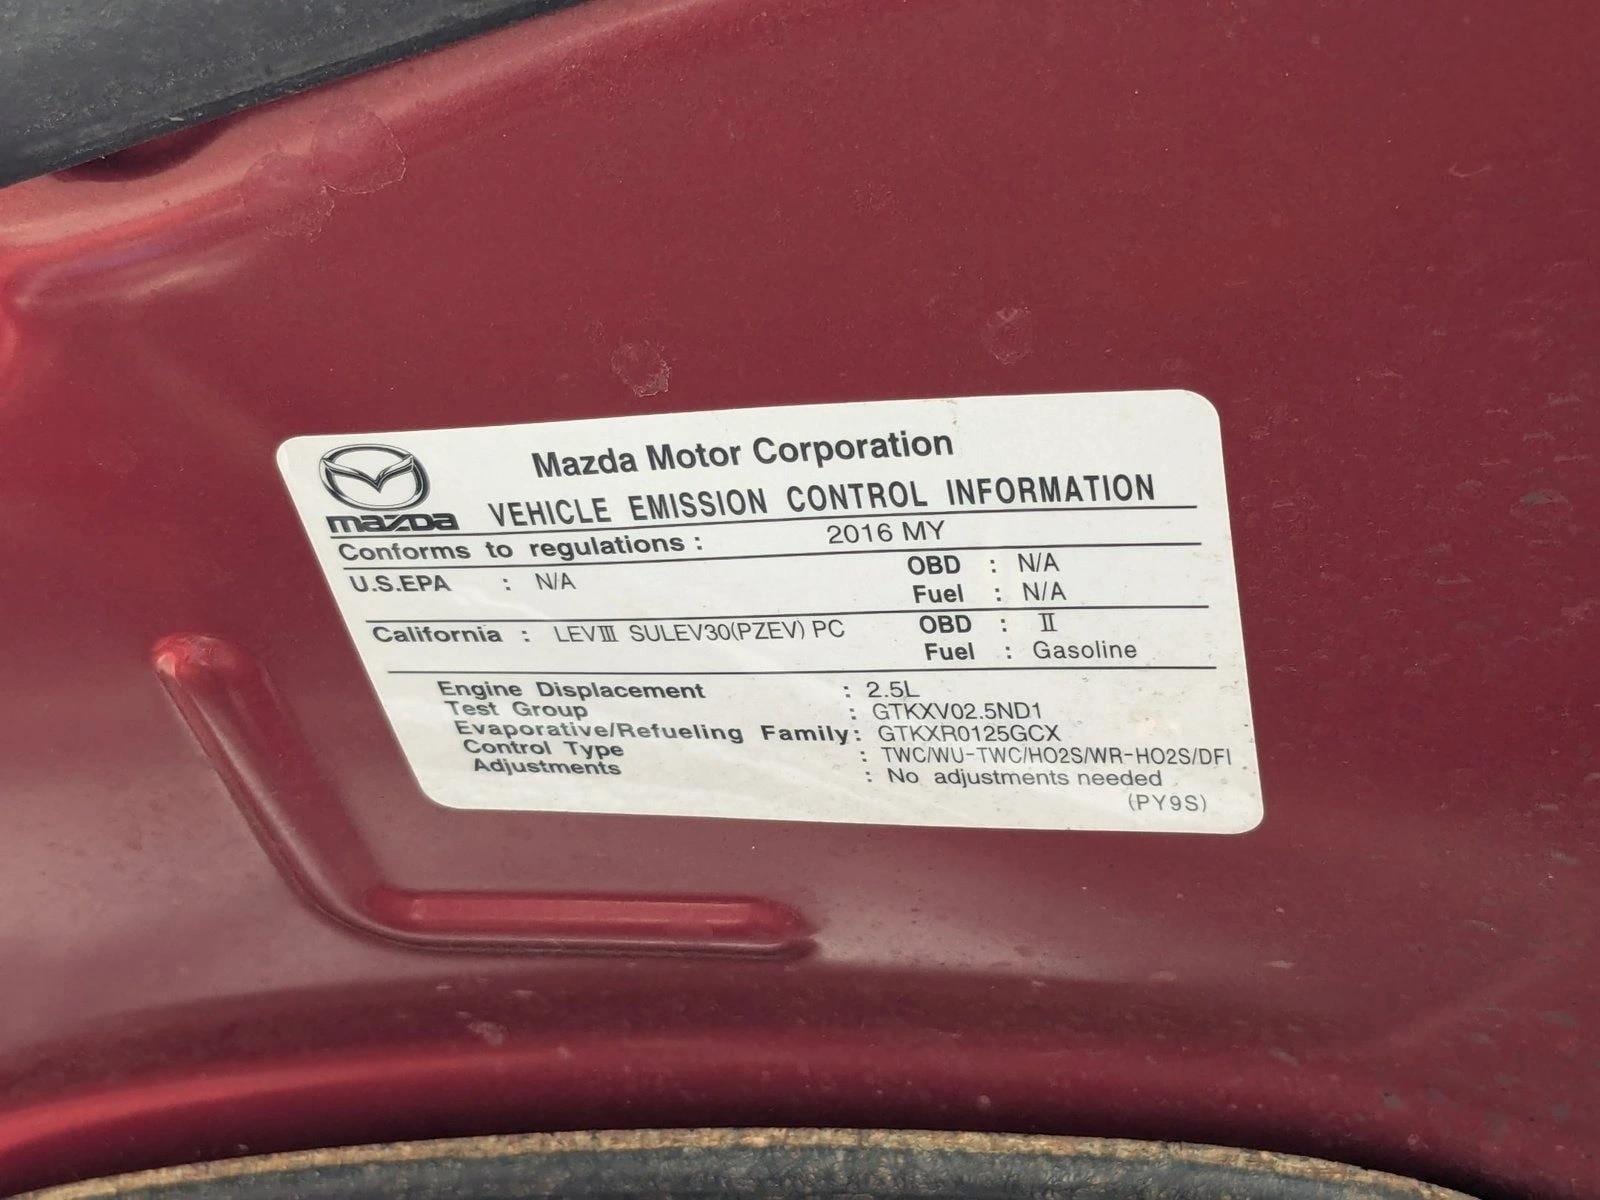 Mazda Motor Corporation
mazda VEHICLE EMISSION CONTROL INFORMATION
Conforms to regulations : 2016 MY
U.S.EPA : N/A OBD : N/A
Fuel : N/A
California : LEVⅢ SULEV30(PZEV) PC OBD : Ⅱ
Fuel : Gasoline
Engine Displacement : 2.5L
Test Group : GTKXV02.5ND1
Evaporative/Refueling Family : GTKXR0125GCX
Control Type : TWC/WU-TWC/HO2S/WR-HO2S/DFI
Adjustments : No adjustments needed
(PY9S)